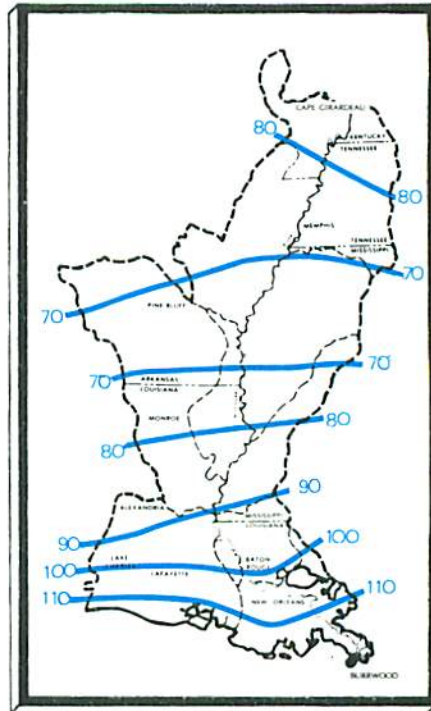 CAPE GIRARDEAU
80
KENTUCKY
TENNESSEE
80
MEMPHIS
TENNESSEE
MISSISSIPPI
70
PINE BLUFF
70
70
70
ARKANSAS
LOUISIANA
MONROE
80
80
90
ALEXANDRIA
MISSISSIPPI
LOUISIANA
90
100
LAKE CHARLES
BATON ROUGE
100
LAFAYETTE
110
110
NEW ORLEANS
BURRWOOD